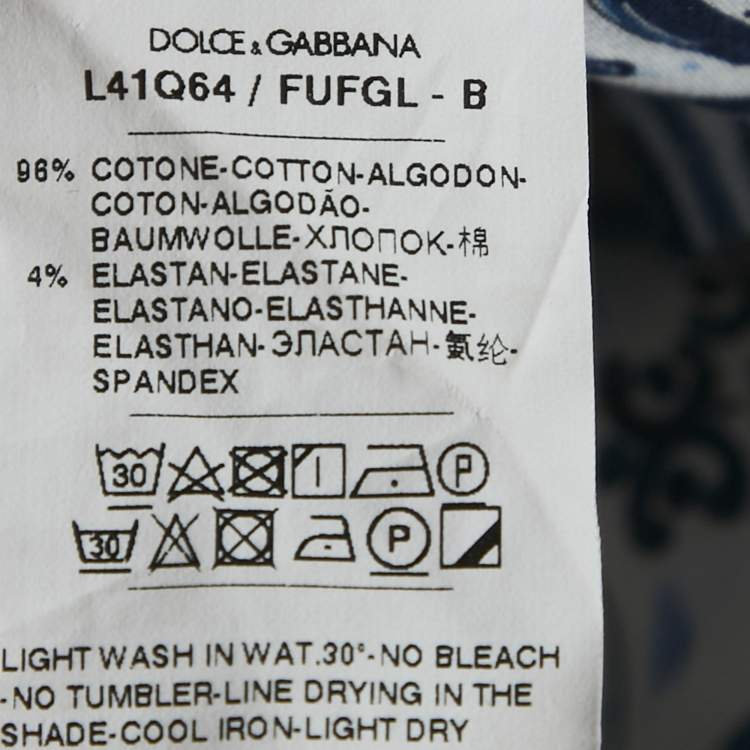 DOLCE & GABBANA
L41Q64 / FUFGL - B
96% COTONE-COTTON-ALGODON-
COTON-ALGODÃO-
BAUMWOLLE-ХЛОПОК-棉
4% ELASTAN-ELASTANE-
ELASTANO-ELASTHANNE-
ELASTHAN-ЭЛАСТАН-氨纶-
SPANDEX
30 P
30 P
LIGHT WASH IN WAT.30°-NO BLEACH
-NO TUMBLER-LINE DRYING IN THE
SHADE-COOL IRON-LIGHT DRY